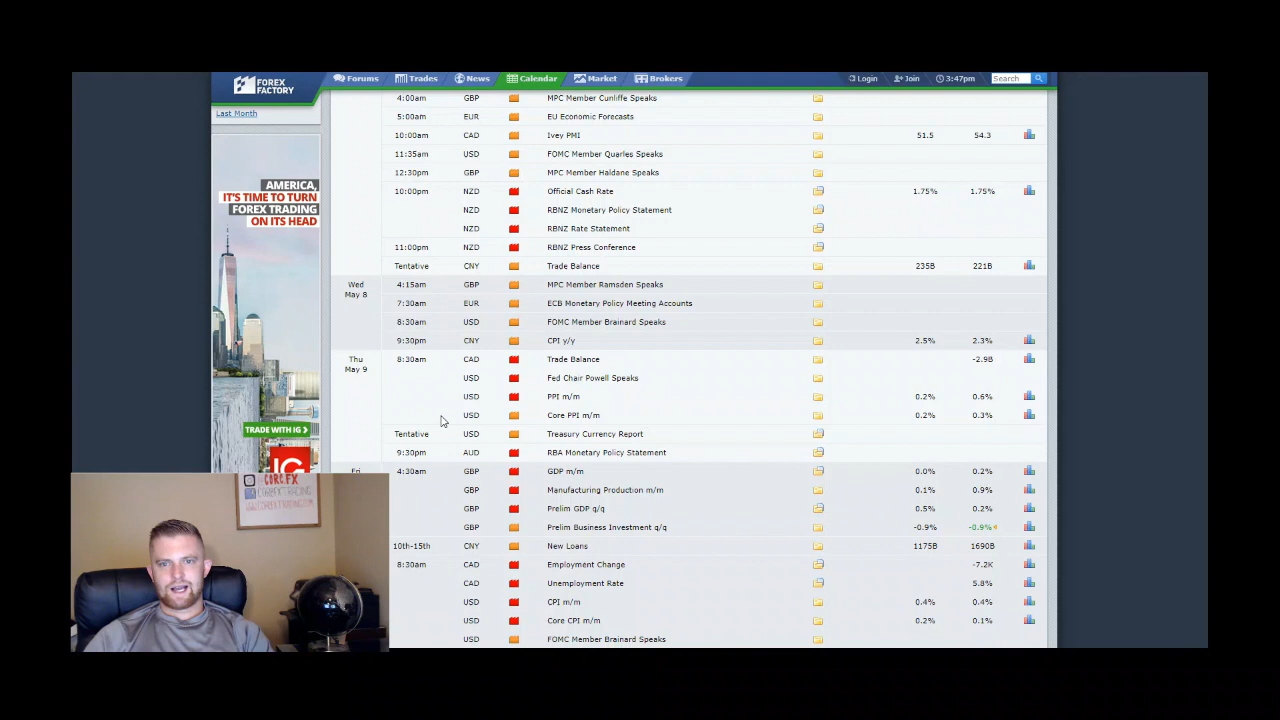 FOREX
FACTORY
Forums Trades News Calendar Market Brokers Login Join 3:47pm Search
Last Month
AMERICA,
IT'S TIME TO TURN
FOREX TRADING
ON ITS HEAD
TRADE WITH IG
IG
4:00am GBP MPC Member Cunliffe Speaks
5:00am EUR EU Economic Forecasts
10:00am CAD Ivey PMI 51.5 54.3
11:35am USD FOMC Member Quarles Speaks
12:30pm GBP MPC Member Haldane Speaks
10:00pm NZD Official Cash Rate 1.75% 1.75%
NZD RBNZ Monetary Policy Statement
NZD RBNZ Rate Statement
11:00pm NZD RBNZ Press Conference
Tentative CNY Trade Balance 235B 221B
Wed
May 8
4:15am GBP MPC Member Ramsden Speaks
7:30am EUR ECB Monetary Policy Meeting Accounts
8:30am USD FOMC Member Brainard Speaks
9:30pm CNY CPI y/y 2.5% 2.3%
Thu
May 9
8:30am CAD Trade Balance -2.9B
USD Fed Chair Powell Speaks
USD PPI m/m 0.2% 0.6%
USD Core PPI m/m 0.2% 0.3%
Tentative USD Treasury Currency Report
9:30pm AUD RBA Monetary Policy Statement
Fri 4:30am GBP GDP m/m 0.0% 0.2%
GBP Manufacturing Production m/m 0.1% 0.9%
GBP Prelim GDP q/q 0.5% 0.2%
GBP Prelim Business Investment q/q -0.9% -0.9%
10th-15th CNY New Loans 1175B 1690B
8:30am CAD Employment Change -7.2K
CAD Unemployment Rate 5.8%
USD CPI m/m 0.4% 0.4%
USD Core CPI m/m 0.2% 0.1%
USD FOMC Member Brainard Speaks
COREFX
COREFXTRADING
WWW.COREFXTRADING.COM